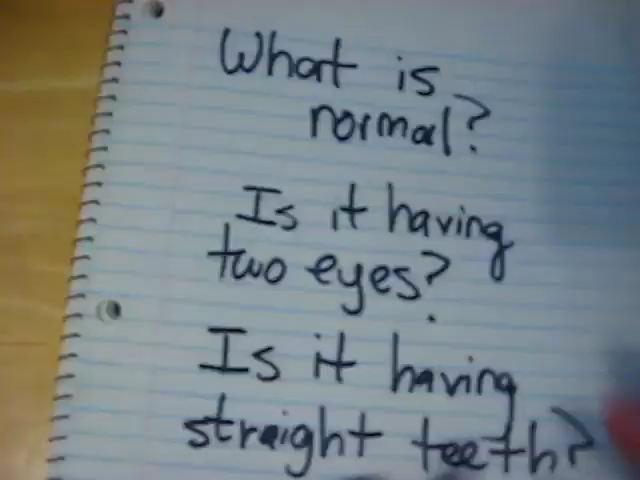 What is
normal?
Is it having
two eyes?
Is it having
straight teeth?